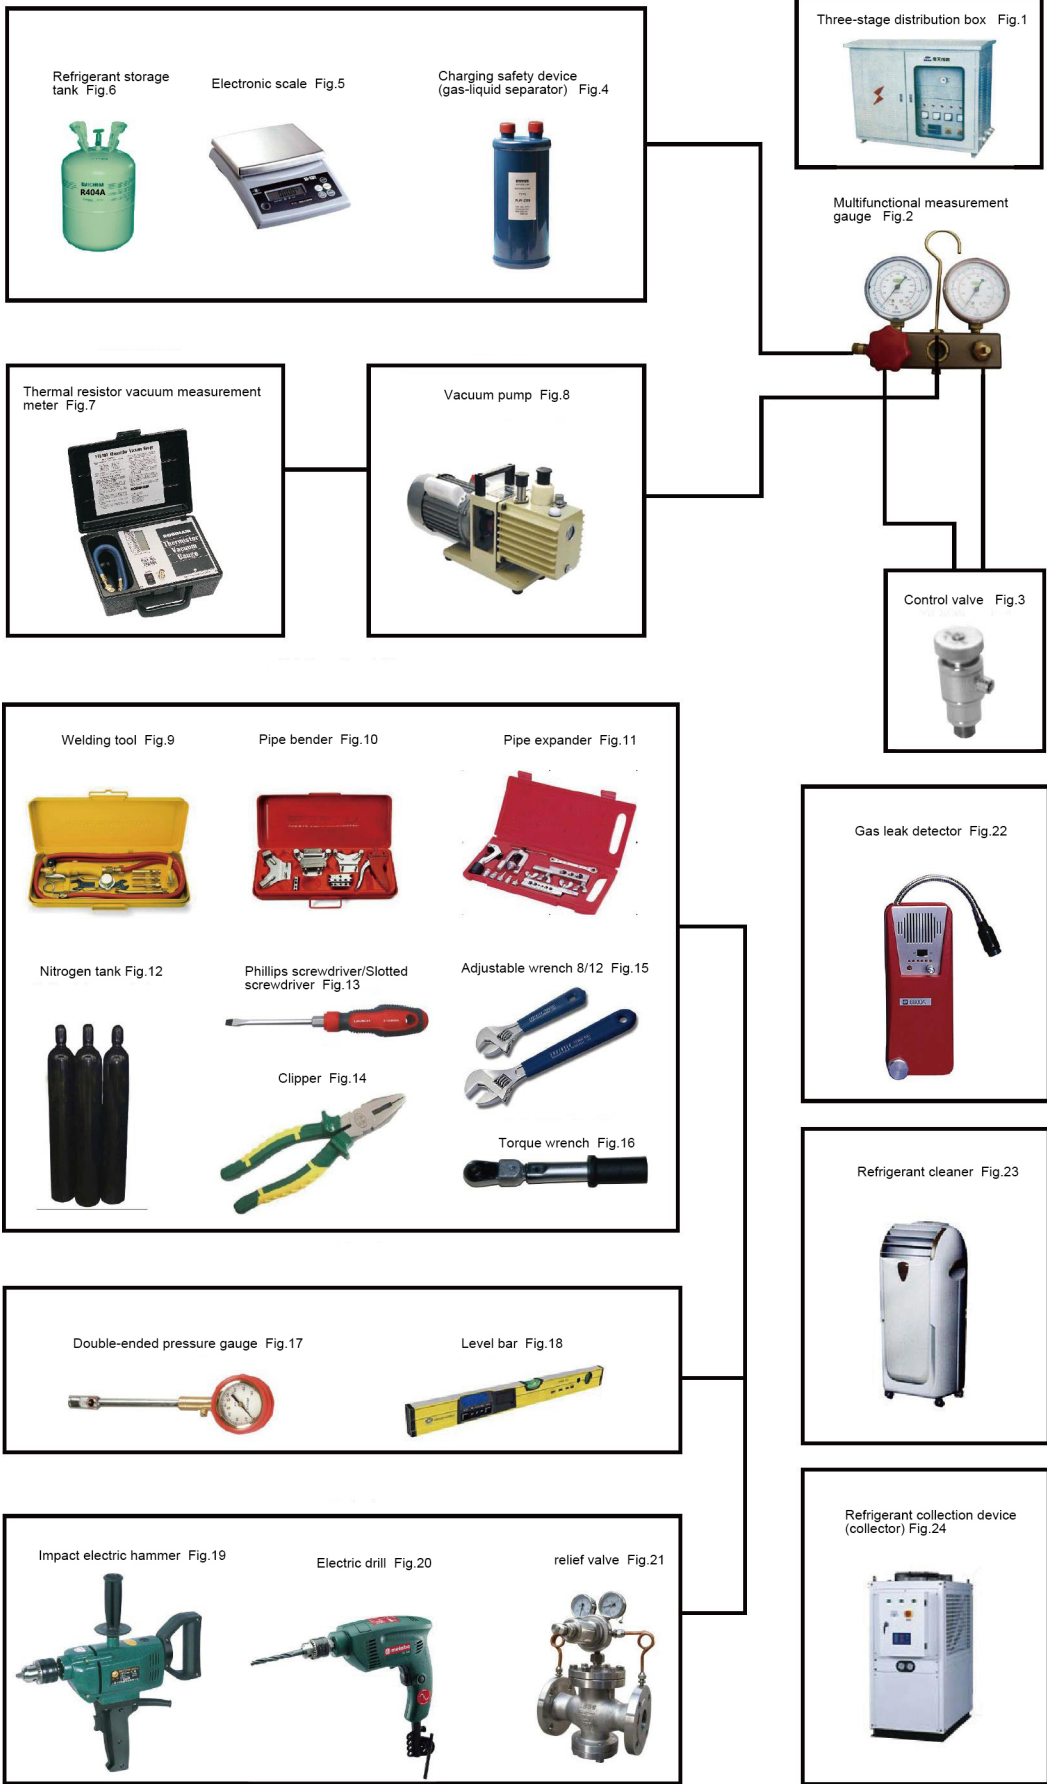 Three-stage distribution box Fig.1
Refrigerant storage
tank Fig.6
Electronic scale Fig.5
Charging safety device
(gas-liquid separator) Fig.4
R404A
Multifunctional measurement
gauge Fig.2
Thermal resistor vacuum measurement
meter Fig.7
Vacuum pump Fig.8
Thermistor
Vacuum
Gauge
Control valve Fig.3
Welding tool Fig.9
Pipe bender Fig.10
Pipe expander Fig.11
Gas leak detector Fig.22
Nitrogen tank Fig.12
Phillips screwdriver/Slotted
screwdriver Fig.13
Adjustable wrench 8/12 Fig.15
Clipper Fig.14
Torque wrench Fig.16
Refrigerant cleaner Fig.23
Double-ended pressure gauge Fig.17
Level bar Fig.18
Refrigerant collection device
(collector) Fig.24
Impact electric hammer Fig.19
Electric drill Fig.20
relief valve Fig.21
metabo